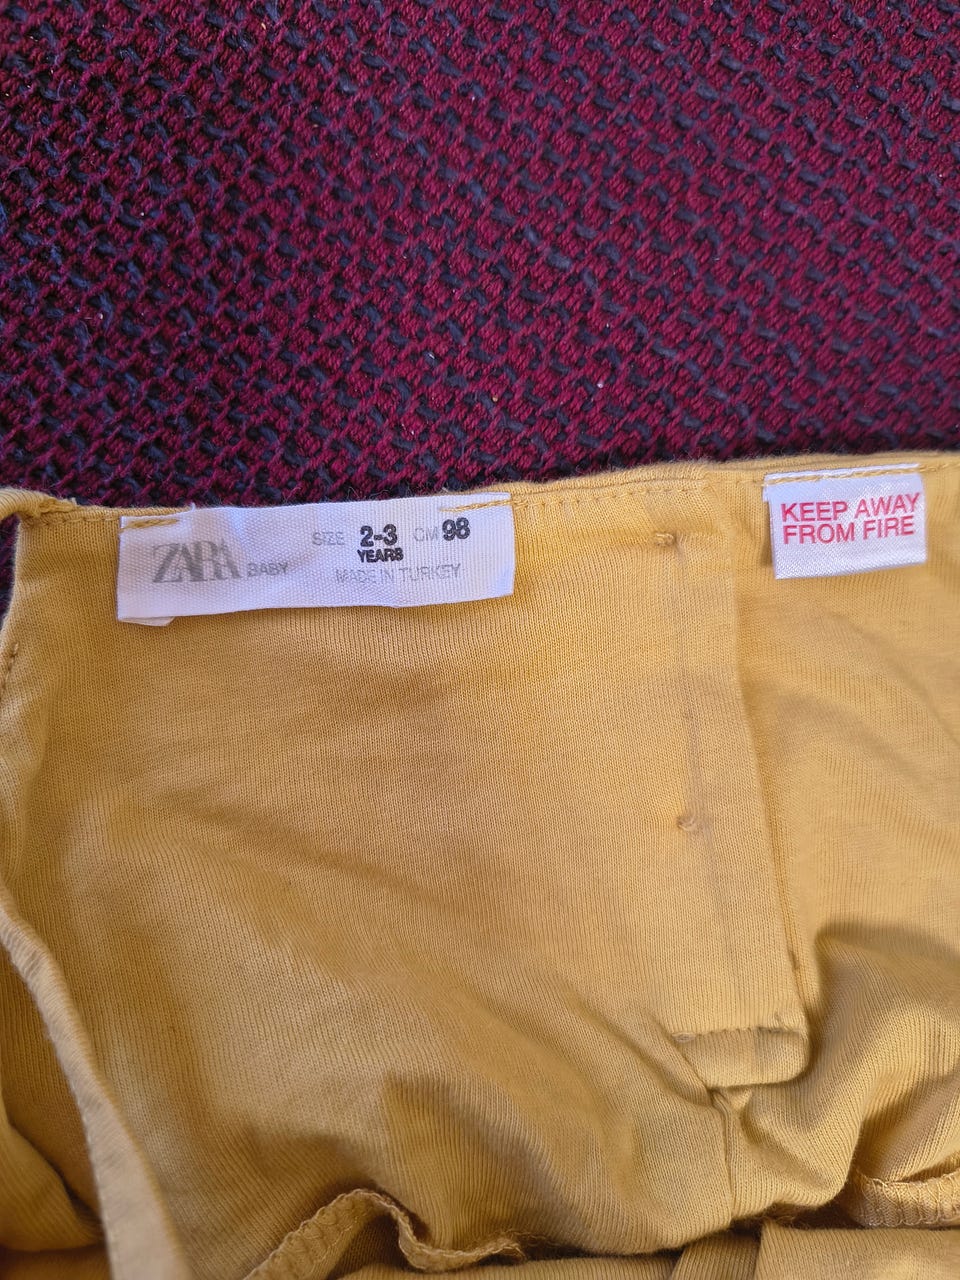 ZARA BABY SIZE 2-3 YEARS CM 98
MADE IN TURKEY
KEEP AWAY
FROM FIRE